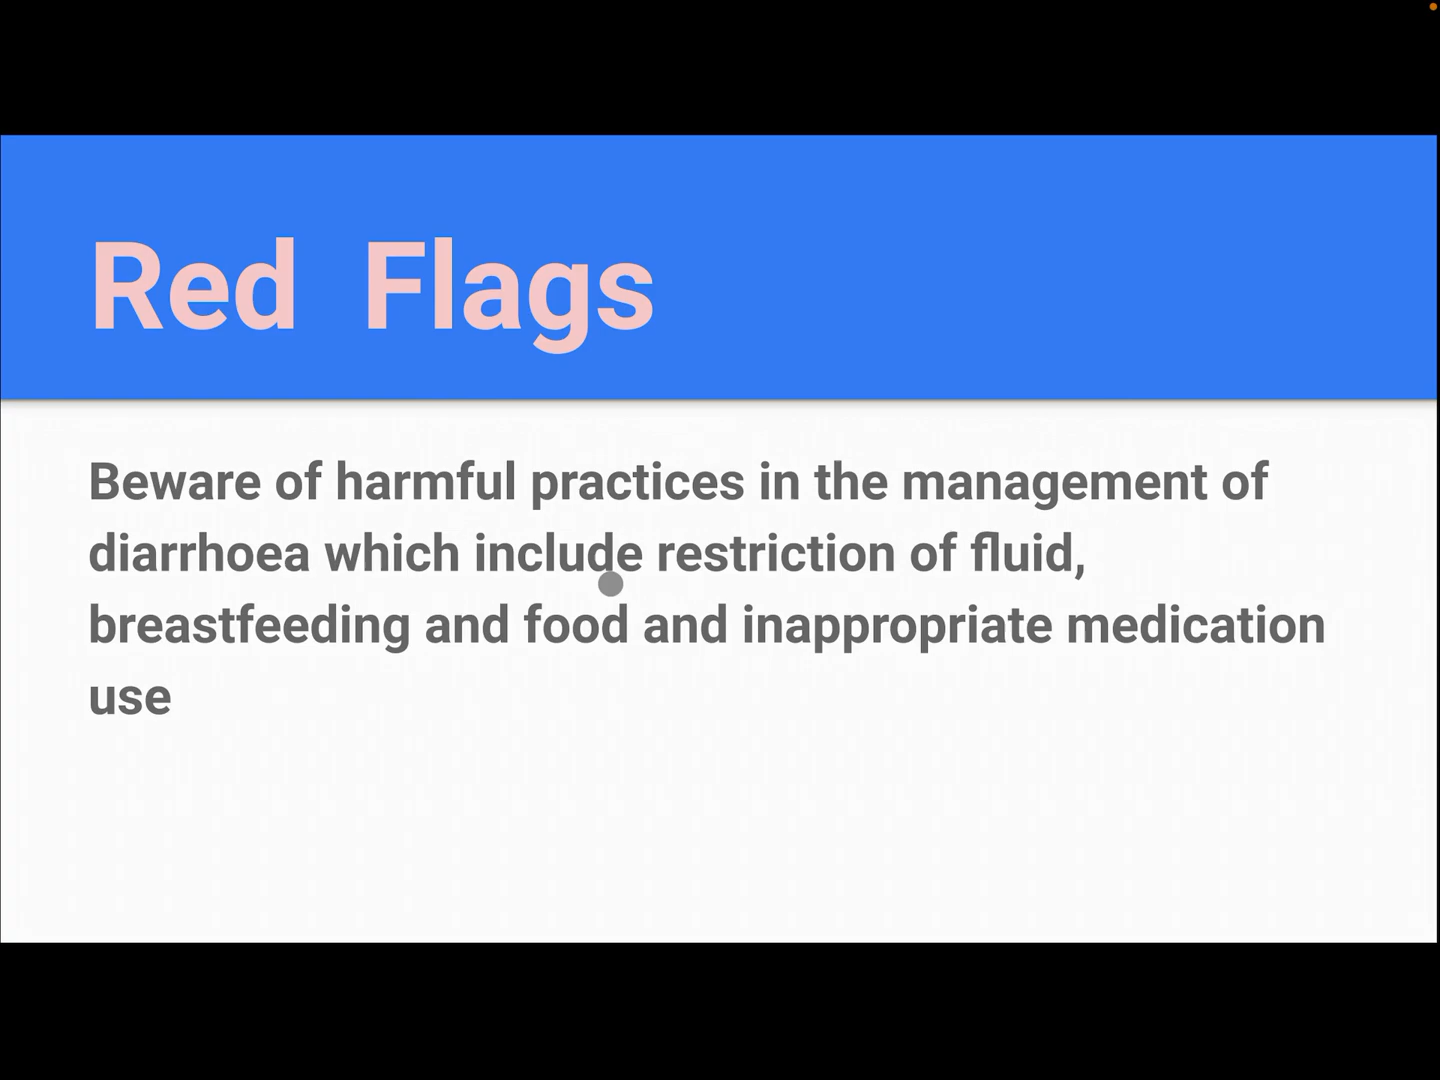 Red Flags
Beware of harmful practices in the management of
diarrhoea which include restriction of fluid,
breastfeeding and food and inappropriate medication
use